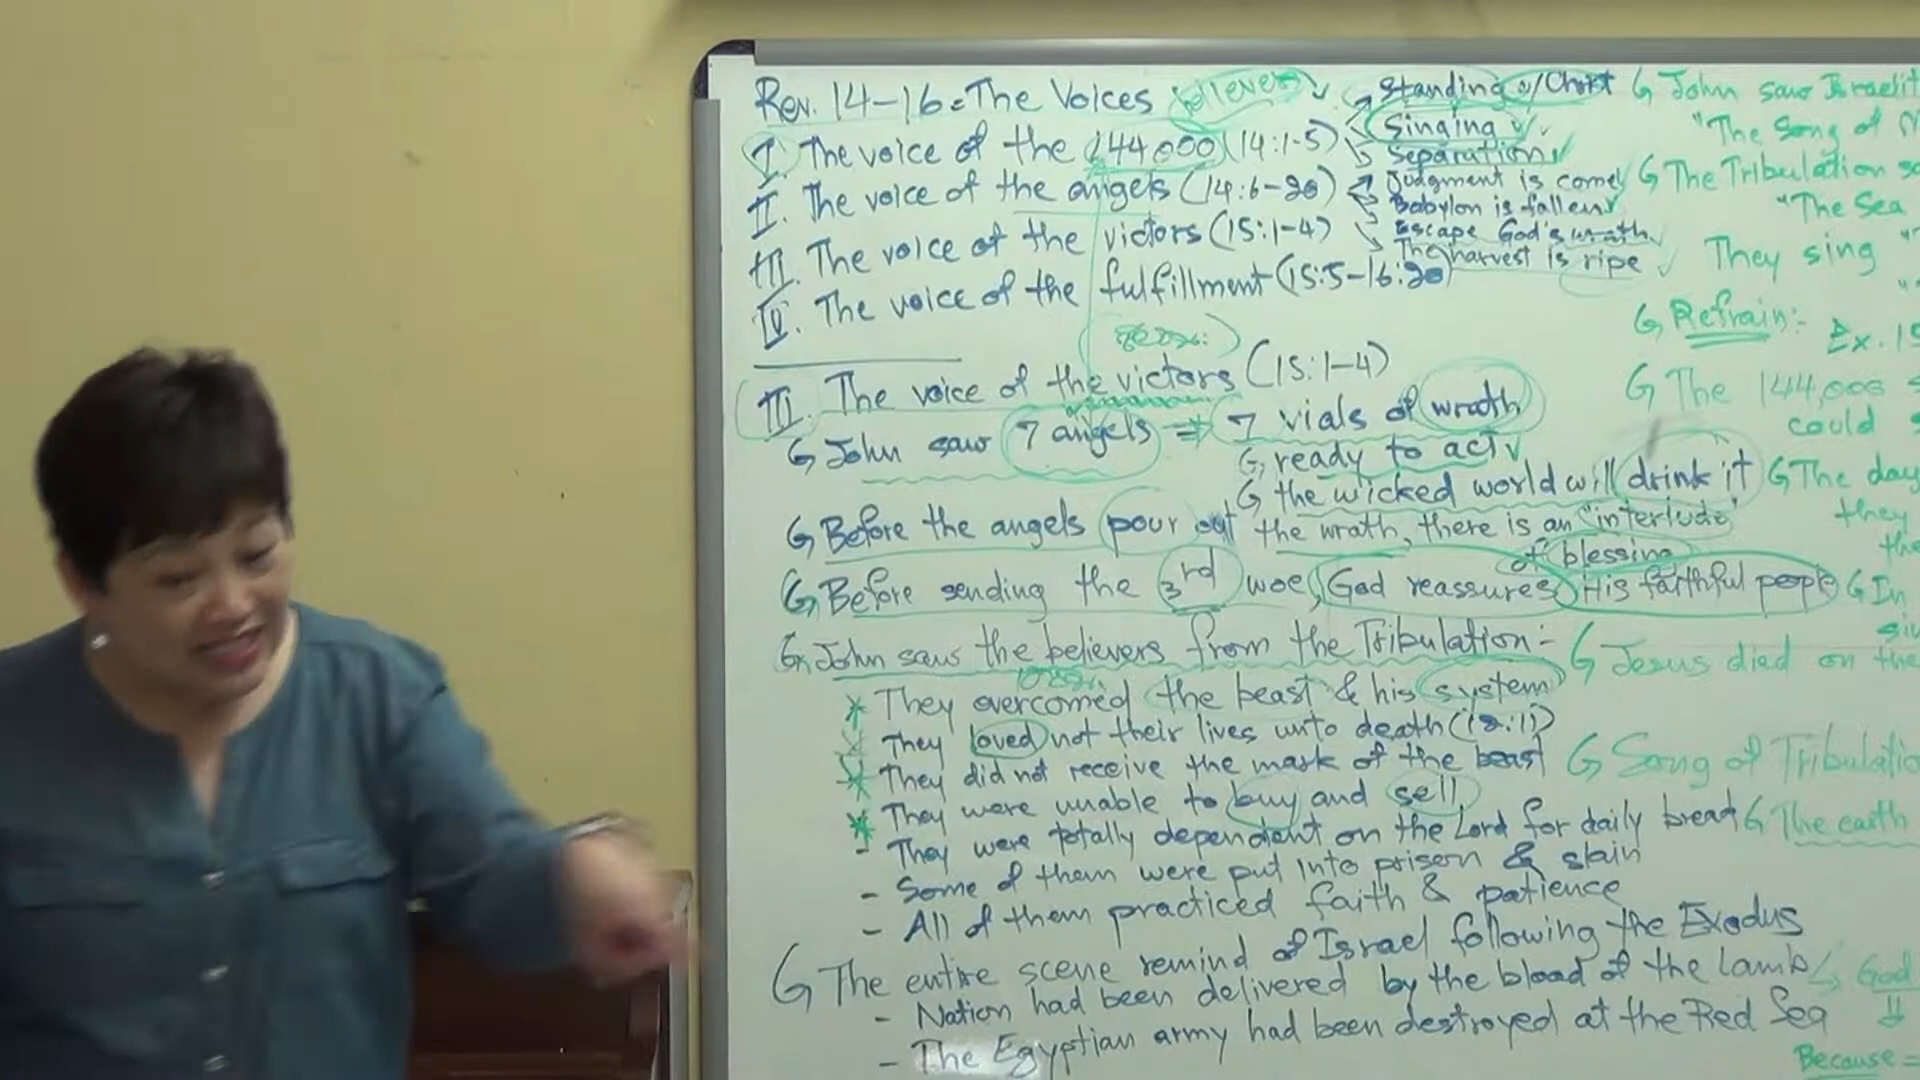 Rev. 14-16 = The Voices believers
I. The voice of the 144,000 (14:1-5)
Standing w/ Christ
Singing
Separation
II. The voice of the angels (14:6-20)
Judgment is come
Babylon is fallen
Escape God's wrath
The harvest is ripe
III. The voice of the victors (15:1-4)
IV. The voice of the fulfillment (15:5-16:20)
III. The voice of the victors (15:1-4)
John saw 7 angels ⇒ 7 vials of wrath
ready to act
the wicked world will drink it
Before the angels pour out the wrath, there is an "interlude"
of blessing
Before sending the 3rd woe, God reassures His faithful people
John saw the believers from the Tribulation:-
* They overcomed the beast & his system
* They loved not their lives unto death (12:11)
* They did not receive the mark of the beast
* They were unable to buy and sell
- They were totally dependent on the Lord for daily bread
- Some of them were put into prison & slain
- All of them practiced faith & patience
The entire scene remind of Israel following the Exodus
- Nation had been delivered by the blood of the lamb
- The Egyptian army had been destroyed at the Red Sea
John saw Israelit
"The Song of M
The Tribulation sa
"The Sea
They sing
Refrain:- Ex. 15
The 144,000
could
The day
they
the
In
Jesus died on the
Song of Tribulatio
The earth
God
⇓
Because =